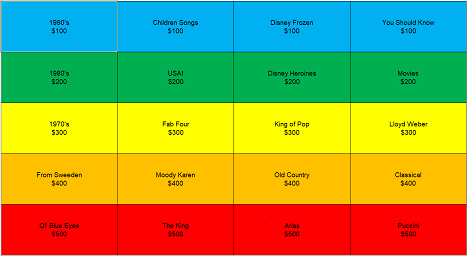 1990's
$100
Children Songs
$100
Disney Frozen
$100
You Should Know
$100
1980's
$200
USA!
$200
Disney Heroines
$200
Movies
$200
1970's
$300
Fab Four
$300
King of Pop
$300
Lloyd Weber
$300
From Sweeden
$400
Moody Karen
$400
Old Country
$400
Classical
$400
Ol' Blue Eyes
$500
The King
$500
Arias
$500
Puccini
$500